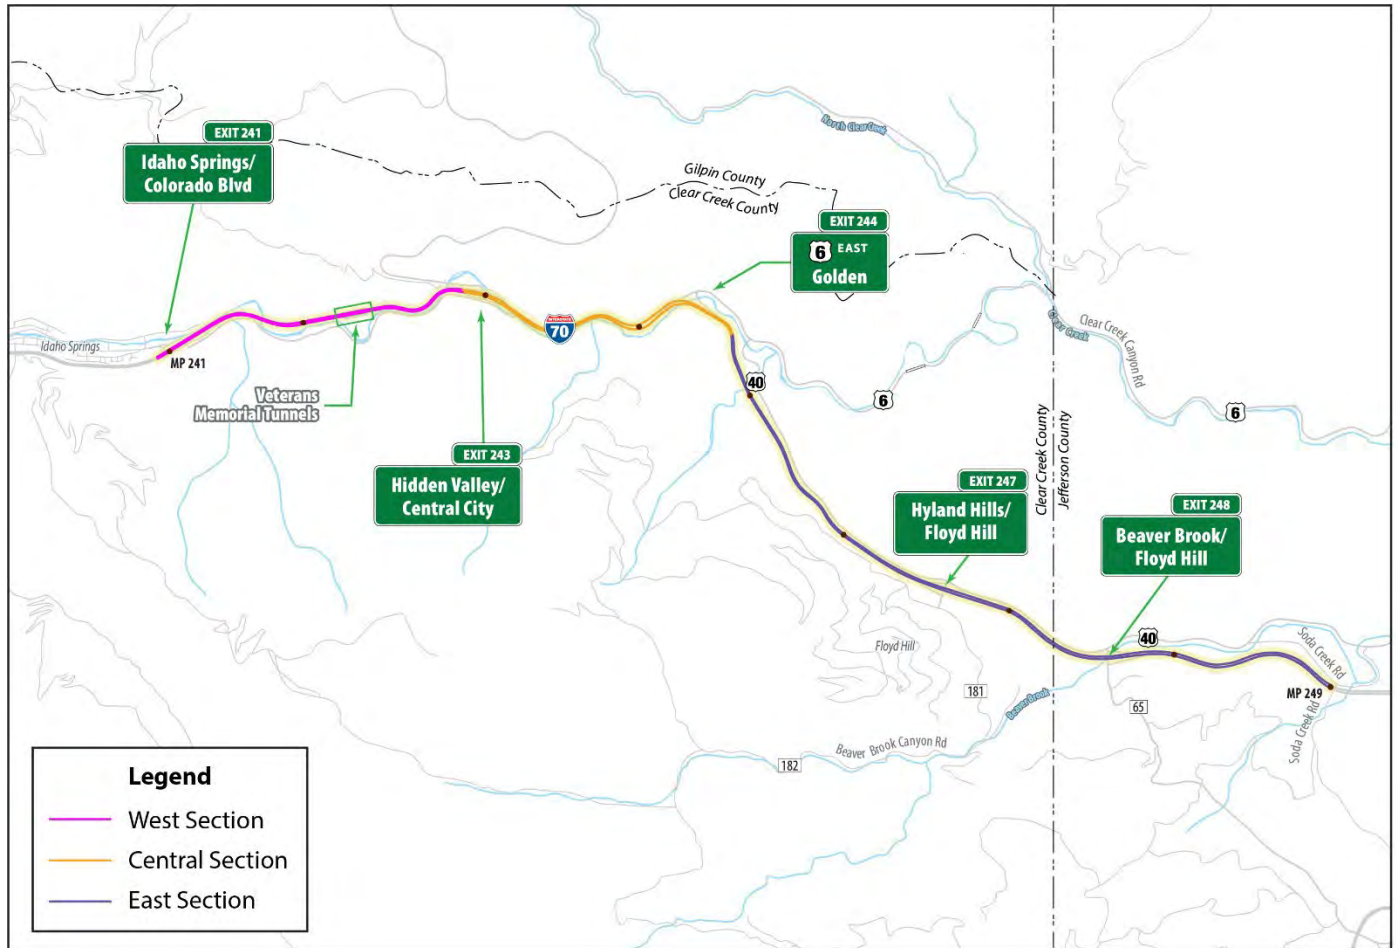 North Clear Creek
EXIT 241
Idaho Springs/
Colorado Blvd
Gilpin County
Clear Creek County
EXIT 244
6 EAST
Golden
INTERSTATE
70
Idaho Springs
MP 241
Veterans
Memorial Tunnels
EXIT 243
Hidden Valley/
Central City
40
6
Clear Creek
Clear Creek Canyon Rd
6
Clear Creek County
Jefferson County
EXIT 247
Hyland Hills/
Floyd Hill
EXIT 248
Beaver Brook/
Floyd Hill
Floyd Hill
40
Soda Creek Rd
181
Beaver Brook
65
MP 249
Soda Creek Rd
Beaver Brook Canyon Rd
182
Legend
West Section
Central Section
East Section